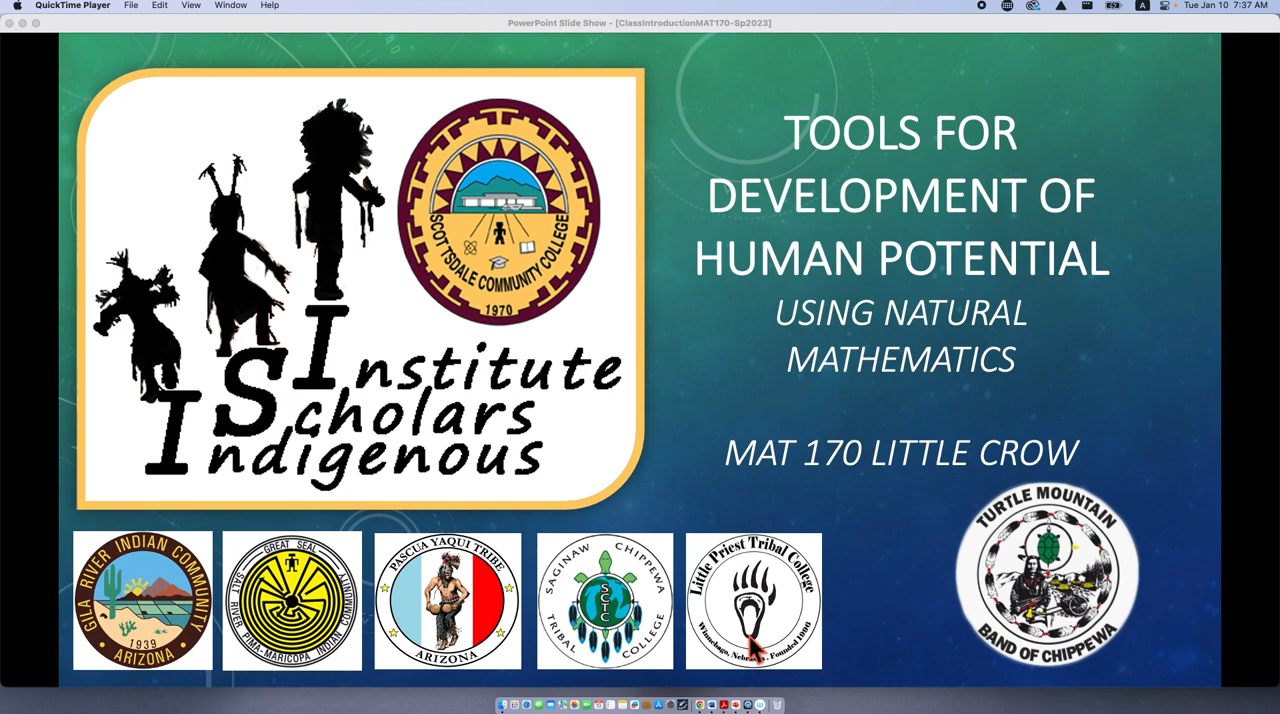 QuickTime Player File Edit View Window Help
Tue Jan 10 7:37 AM
PowerPoint Slide Show - [ClassIntroductionMAT170-Sp2023]
SCOTTSDALE COMMUNITY COLLEGE
1970
Institute
Scholars
Indigenous
TOOLS FOR
DEVELOPMENT OF
HUMAN POTENTIAL
USING NATURAL
MATHEMATICS
MAT 170 LITTLE CROW
GILA RIVER INDIAN COMMUNITY
1939
ARIZONA
GREAT SEAL
SALT RIVER PIMA-MARICOPA INDIAN COMMUNITY
PASCUA YAQUI TRIBE
ARIZONA
SAGINAW CHIPPEWA
SCTC
TRIBAL COLLEGE
Little Priest Tribal College
Winnebago, Founded 1996
TURTLE MOUNTAIN
BAND OF CHIPPEWA